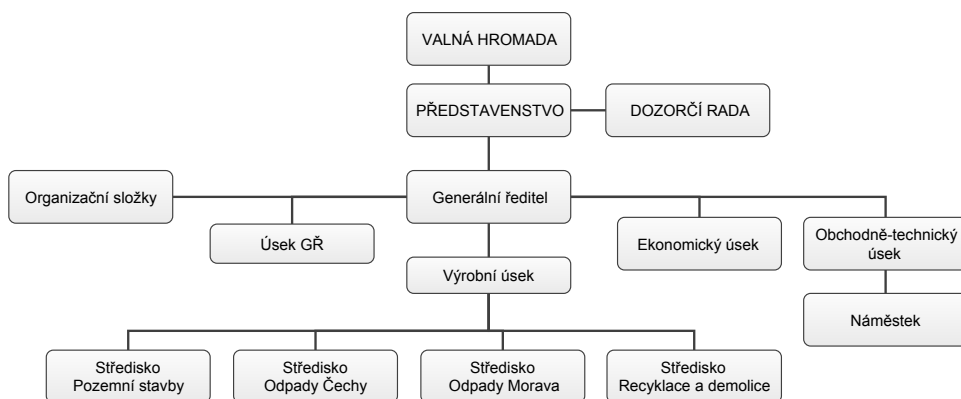 VALNÁ HROMADA
PŘEDSTAVENSTVO
DOZORČÍ RADA
Organizační složky
Generální ředitel
Úsek GŘ
Ekonomický úsek
Obchodně-technický
úsek
Výrobní úsek
Náměstek
Středisko
Pozemní stavby
Středisko
Odpady Čechy
Středisko
Odpady Morava
Středisko
Recyklace a demolice